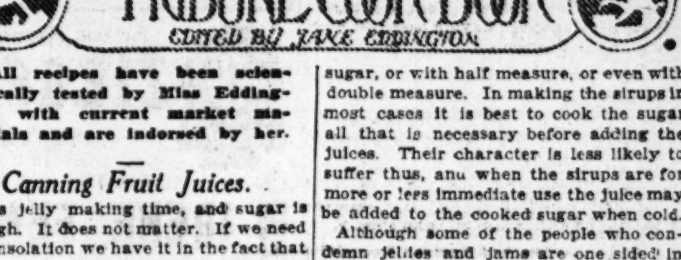 TRIBUNE COOK BOOK
EDITED BY JANE EDDINGTON
All recipes have been scien-
cally tested by Miss Edding-
with current market ma-
ials and are indorsed by her.
Canning Fruit Juices.
s jelly making time, and sugar is
gh. It does not matter. If we need
nsolation we have it in the fact that
sugar, or with half measure, or even with
double measure. In making the sirups in
most cases it is best to cook the sugar
all that is necessary before adding the
juices. Their character is less likely to
suffer thus, and when the sirups are for
more or less immediate use the juice may
be added to the cooked sugar when cold.
Although some of the people who con-
demn jellies and jams are one sided in